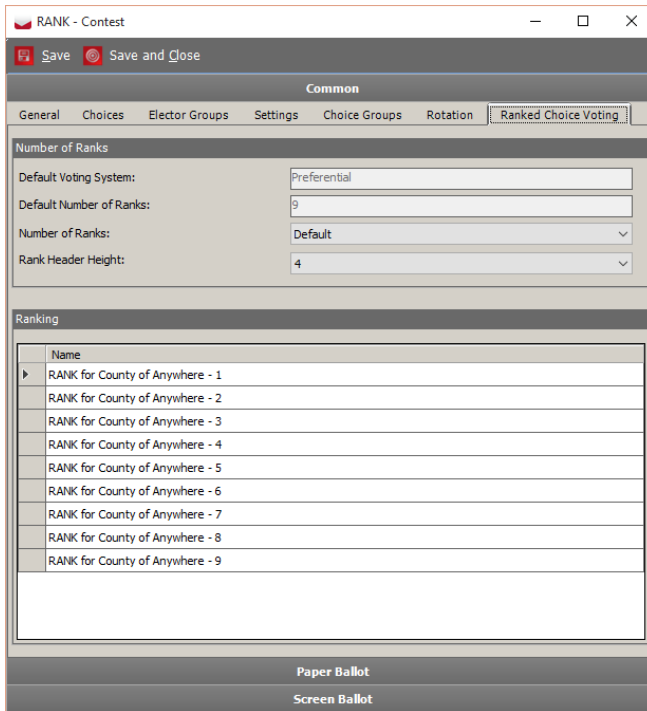 RANK - Contest
Save Save and Close
Common
General Choices Elector Groups Settings Choice Groups Rotation Ranked Choice Voting
Number of Ranks
Default Voting System: Preferential
Default Number of Ranks: 9
Number of Ranks: Default
Rank Header Height: 4
Ranking
Name
RANK for County of Anywhere - 1
RANK for County of Anywhere - 2
RANK for County of Anywhere - 3
RANK for County of Anywhere - 4
RANK for County of Anywhere - 5
RANK for County of Anywhere - 6
RANK for County of Anywhere - 7
RANK for County of Anywhere - 8
RANK for County of Anywhere - 9
Paper Ballot
Screen Ballot